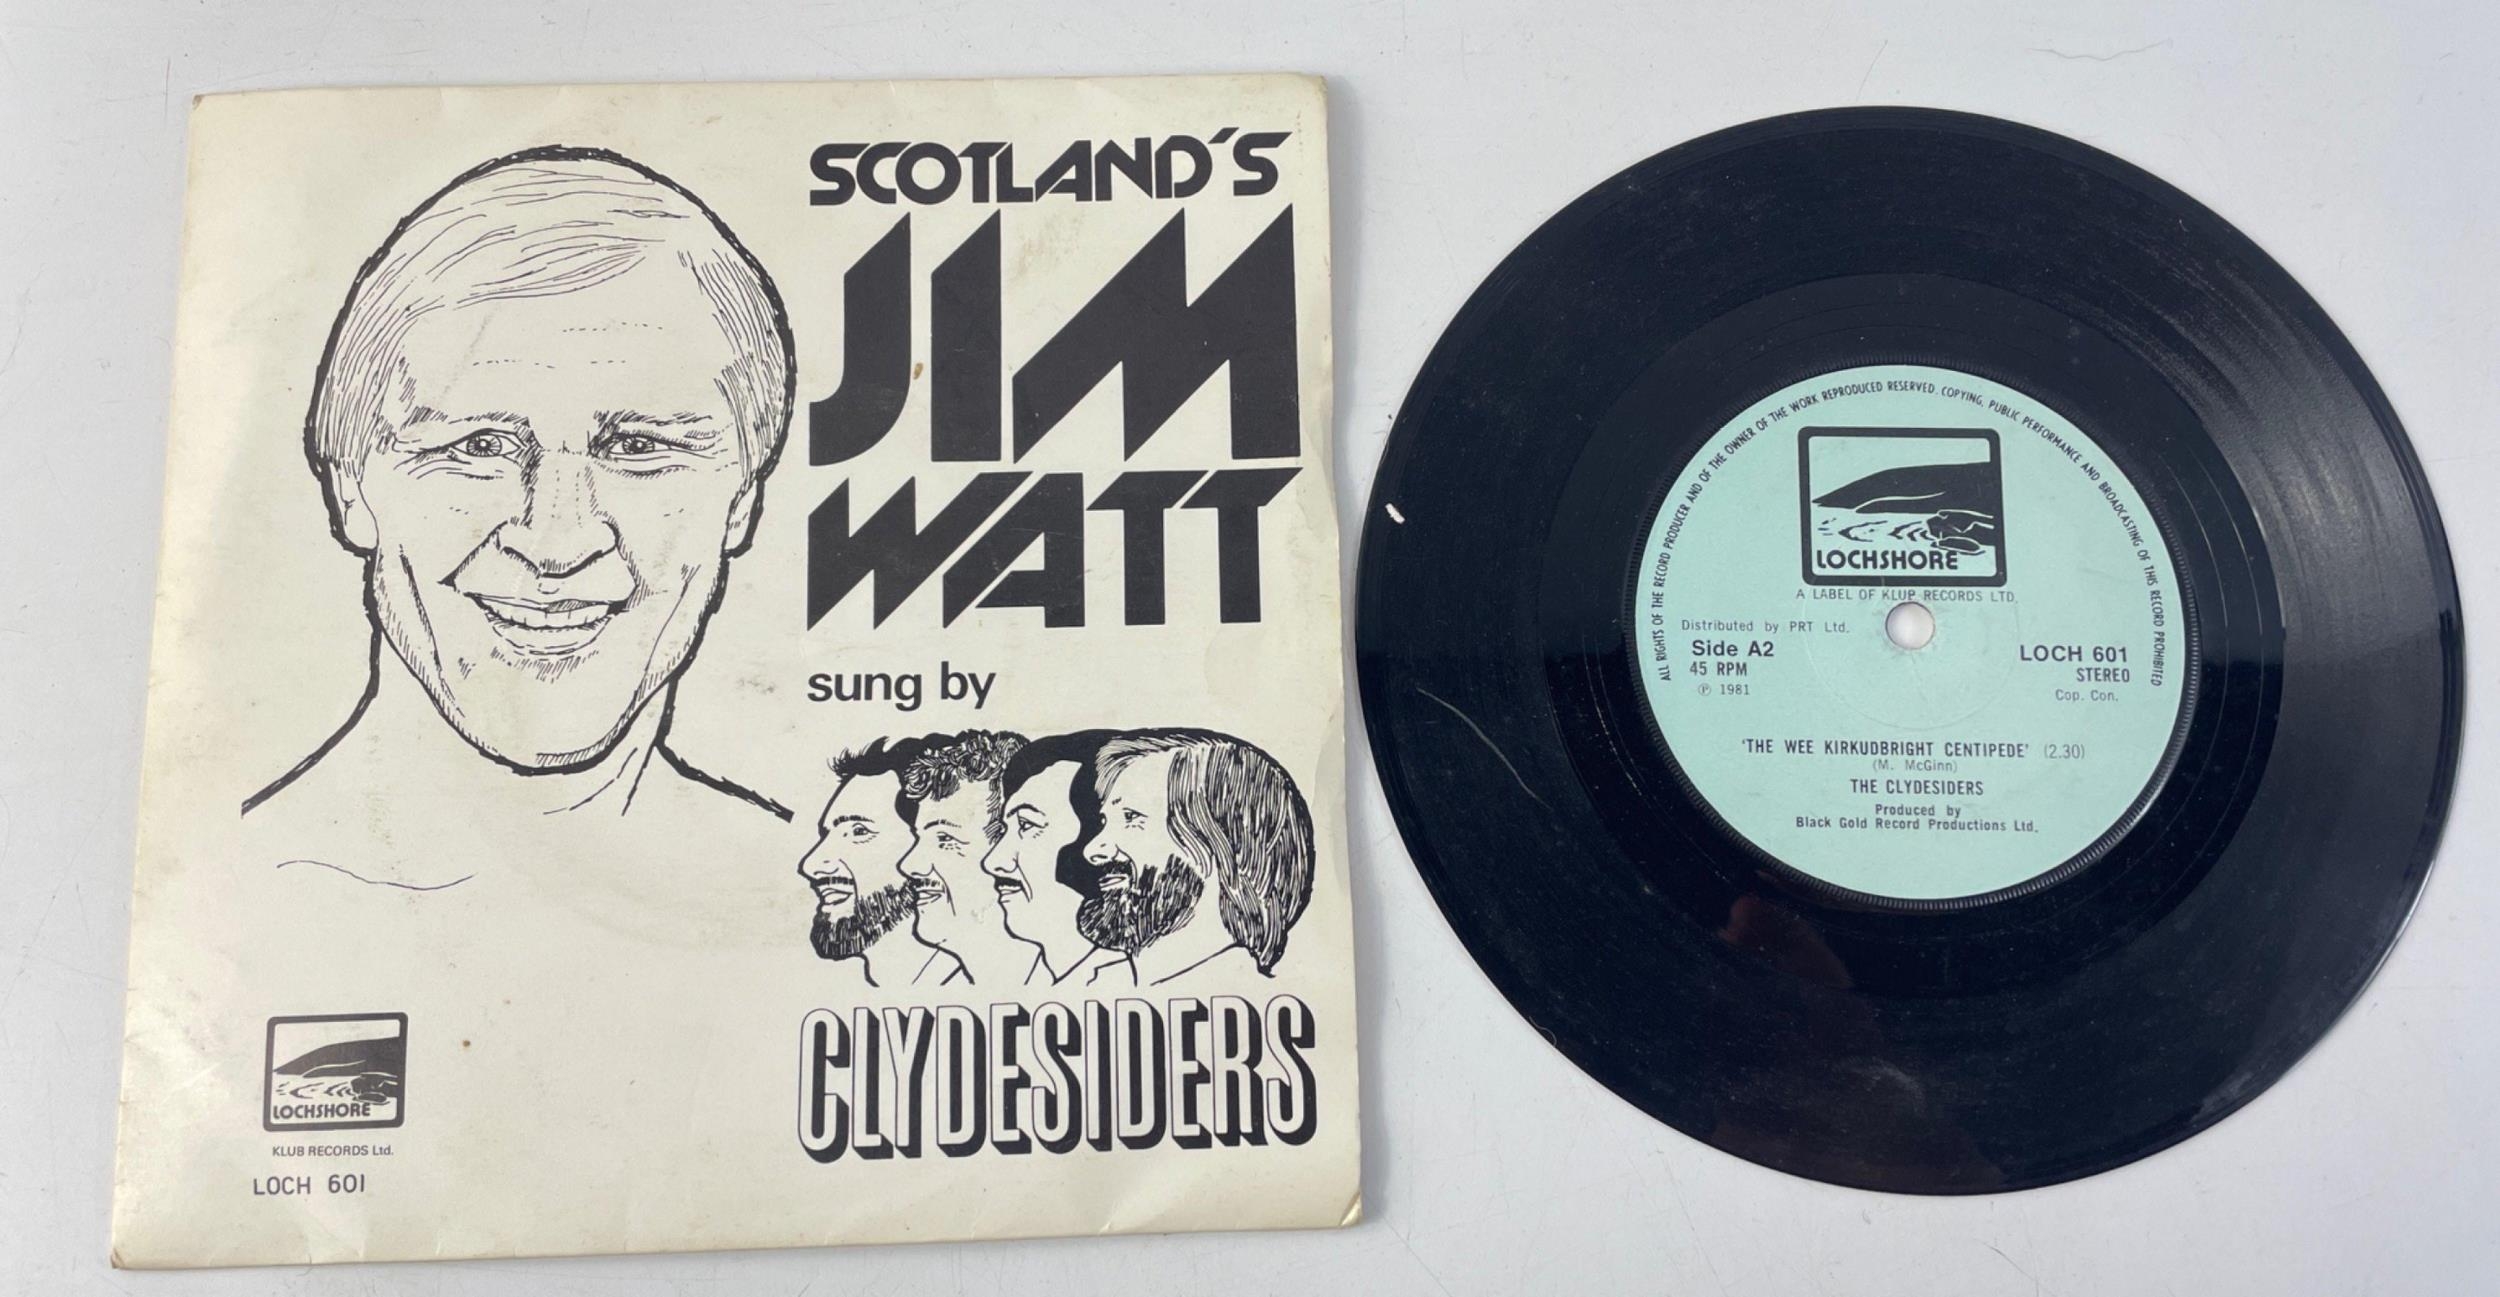 SCOTLAND'S
JIM
WATT
sung by
CLYDESIDERS
LOCHSHORE
KLUB RECORDS Ltd.
LOCH 601
ALL RIGHTS OF THE RECORD PRODUCER AND OF THE OWNER OF THE WORK REPRODUCED RESERVED. COPYING, PUBLIC PERFORMANCE AND BROADCASTING OF THIS RECORD PROHIBITED
LOCHSHORE
A LABEL OF KLUB RECORDS LTD.
Distributed by PRT Ltd.
Side A2
45 RPM
Ⓟ 1981
LOCH 601
STEREO
Cop. Con.
'THE WEE KIRKUDBRIGHT CENTIPEDE' (2.30)
(M. McGinn)
THE CLYDESIDERS
Produced by
Black Gold Record Productions Ltd.